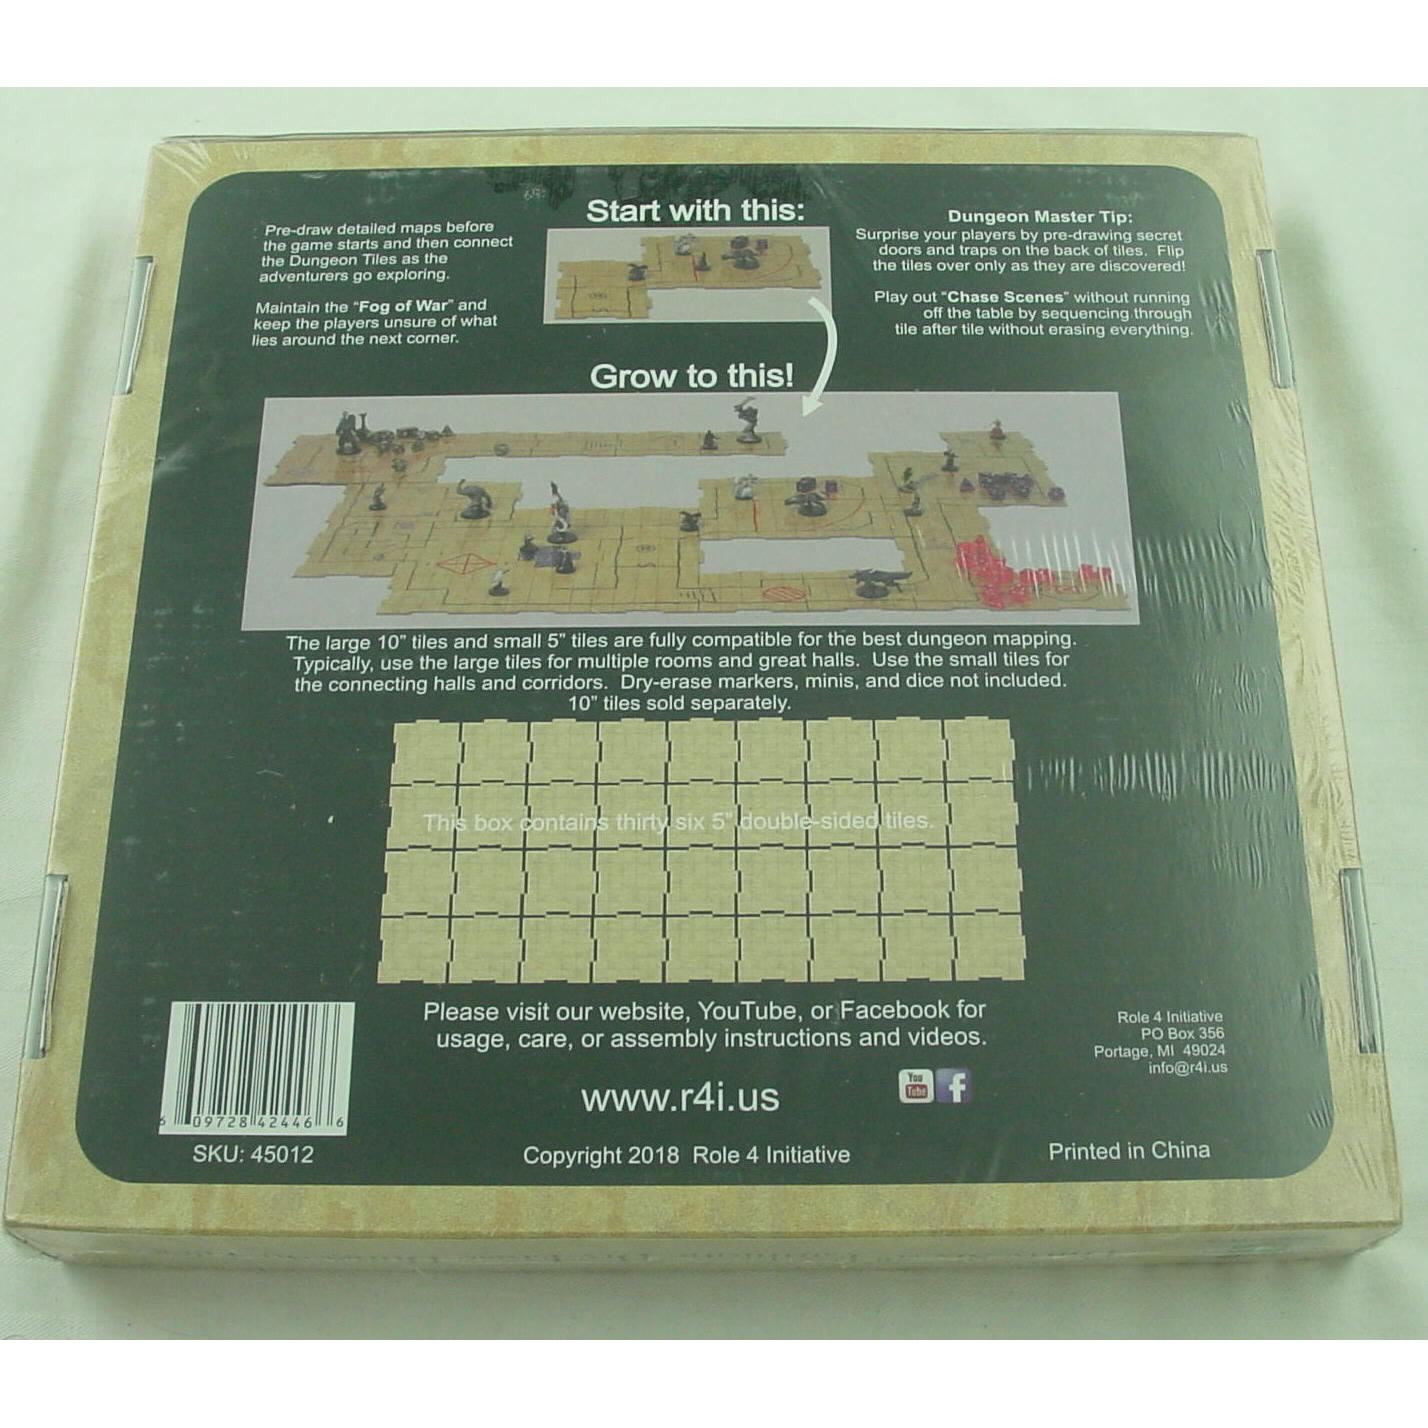 Start with this:
Pre-draw detailed maps before
the game starts and then connect
the Dungeon Tiles as the
adventurers go exploring.
Maintain the "Fog of War" and
keep the players unsure of what
lies around the next corner.
Dungeon Master Tip:
Surprise your players by pre-drawing secret
doors and traps on the back of tiles. Flip
the tiles over only as they are discovered!
Play out "Chase Scenes" without running
off the table by sequencing through
tile after tile without erasing everything.
Grow to this!
The large 10" tiles and small 5" tiles are fully compatible for the best dungeon mapping.
Typically, use the large tiles for multiple rooms and great halls. Use the small tiles for
the connecting halls and corridors. Dry-erase markers, minis, and dice not included.
10" tiles sold separately.
This box contains thirty six 5" double-sided tiles.
Please visit our website, YouTube, or Facebook for
usage, care, or assembly instructions and videos.
www.r4i.us
You
Tube
f
Role 4 Initiative
PO Box 356
Portage, MI 49024
info@r4i.us
6 09728 42446 6
SKU: 45012
Copyright 2018 Role 4 Initiative
Printed in China